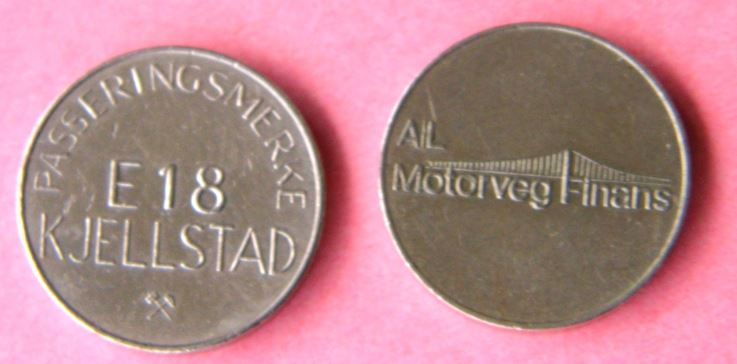 PASSERINGSMERKE
E18
KJELLSTAD
A/L
Motorveg Finans